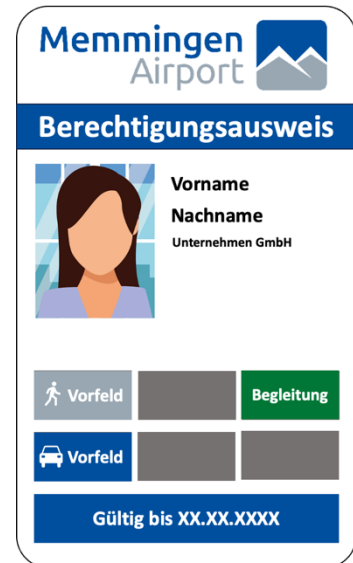 Memmingen
Airport
Berechtigungsausweis
Vorname
Nachname
Unternehmen GmbH
Vorfeld
Begleitung
Vorfeld
Gültig bis XX.XX.XXXX